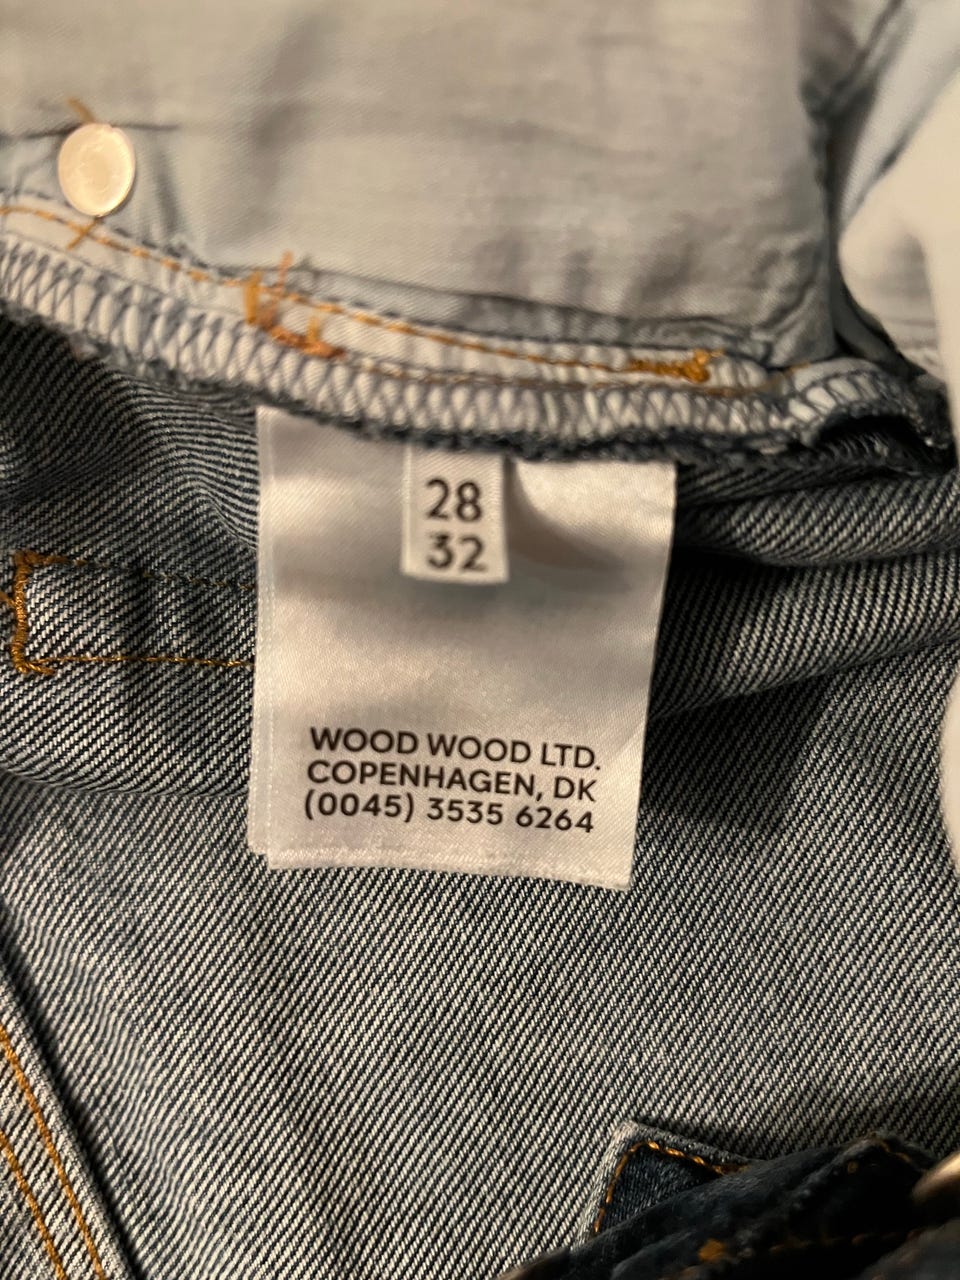 28
32
WOOD WOOD LTD.
COPENHAGEN, DK
(0045) 3535 6264